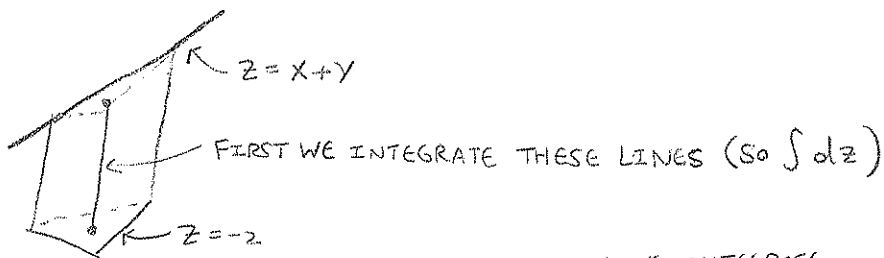 Z = X+Y
FIRST WE INTEGRATE THESE LINES (SO ∫ dz)
Z = -2